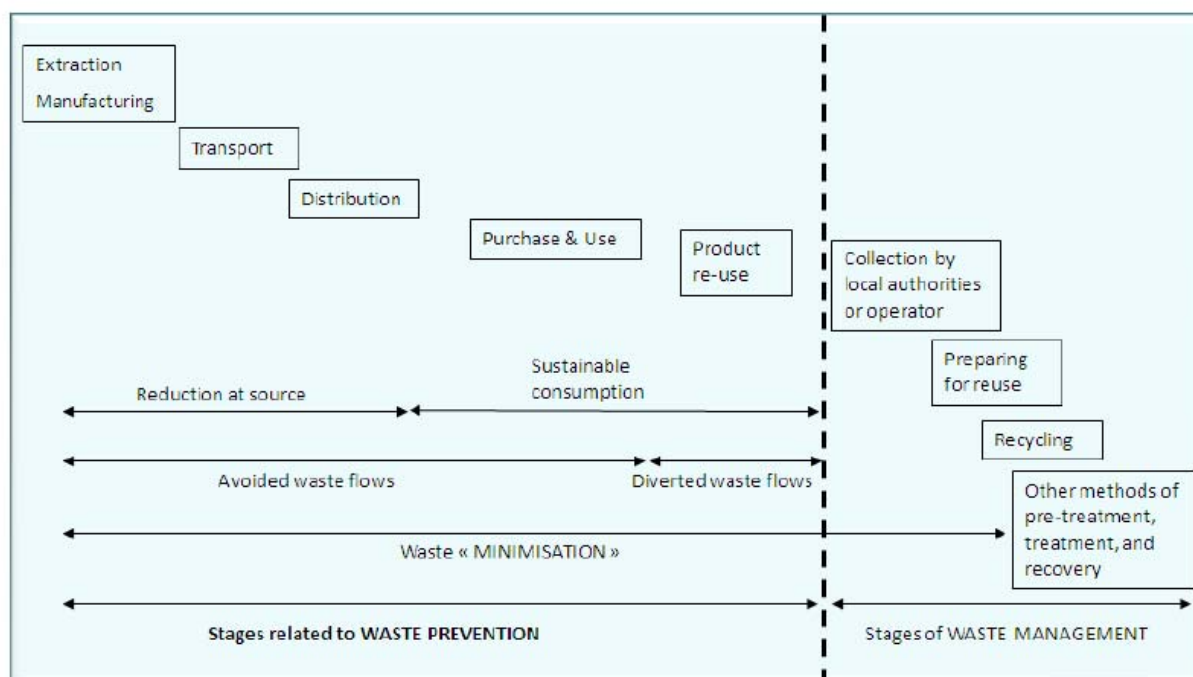 Extraction
Manufacturing
Transport
Distribution
Purchase & Use
Product
re-use
Collection by
local authorities
or operator
Preparing
for reuse
Recycling
Other methods of
pre-treatment,
treatment, and
recovery
Reduction at source
Sustainable
consumption
Avoided waste flows
Diverted waste flows
Waste « MINIMISATION »
Stages related to WASTE PREVENTION
Stages of WASTE MANAGEMENT